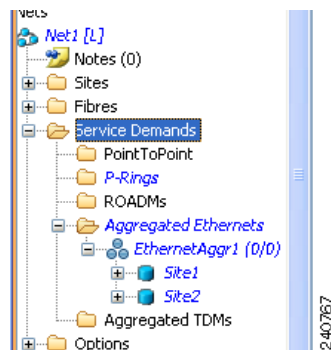 Nets
Net1 [L]
Notes (0)
Sites
Fibres
Service Demands
PointToPoint
P-Rings
ROADMs
Aggregated Ethernets
EthernetAggr1 (0/0)
Site1
Site2
Aggregated TDMs
Options
240767